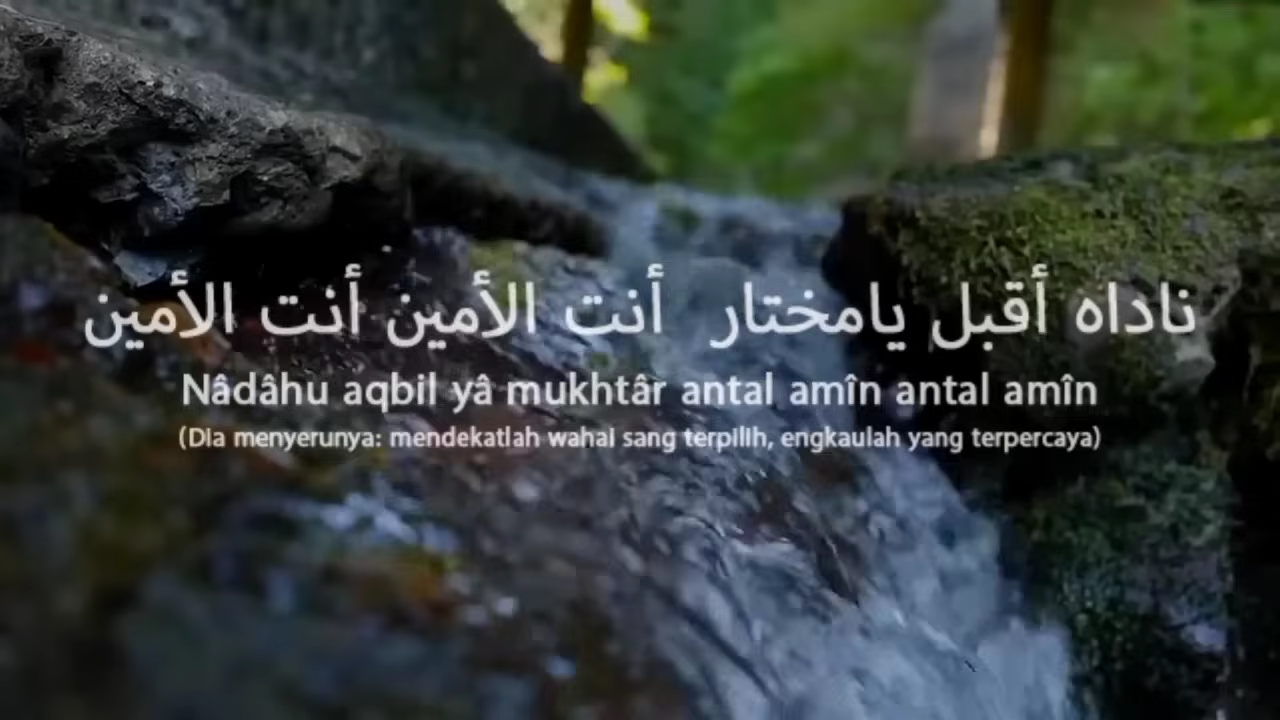 ناداه أقبل يامختار أنت الأمين أنت الأمين
Nâdâhu aqbil yâ mukhtâr antal amîn antal amîn
(Dia menyerunya: mendekatlah wahai sang terpilih, engkaulah yang terpercaya)